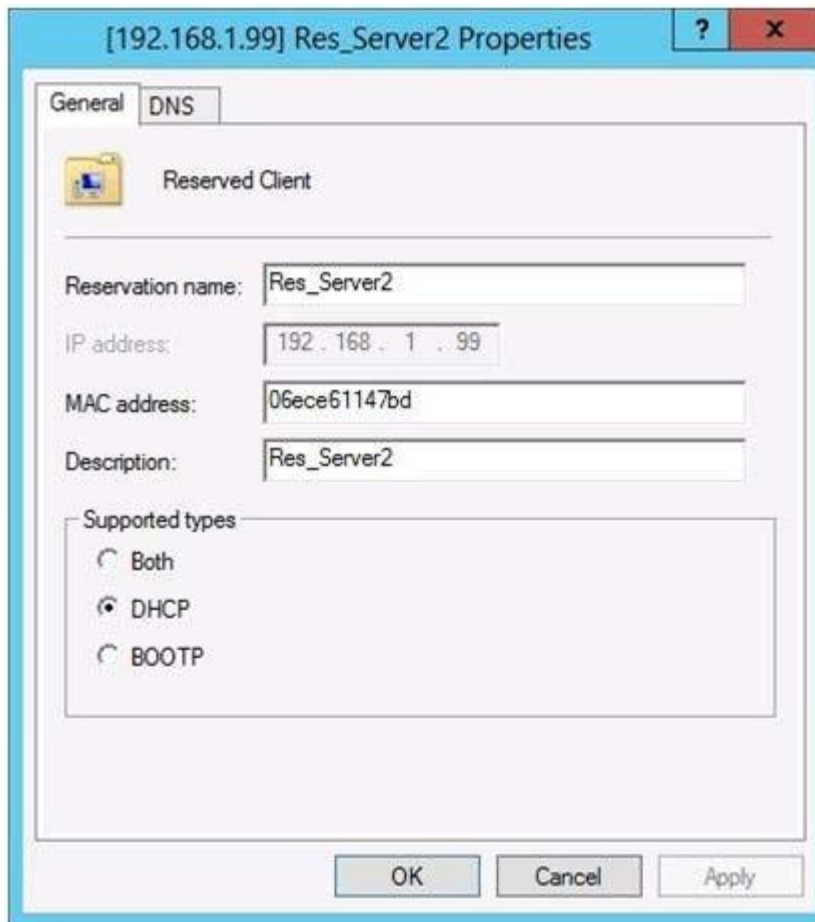 [192.168.1.99] Res_Server2 Properties
? x
General DNS
Reserved Client
Reservation name: Res_Server2
IP address: 192 . 168 . 1 . 99
MAC address: 06ece61147bd
Description: Res_Server2
Supported types
Both
DHCP
BOOTP
OK Cancel Apply